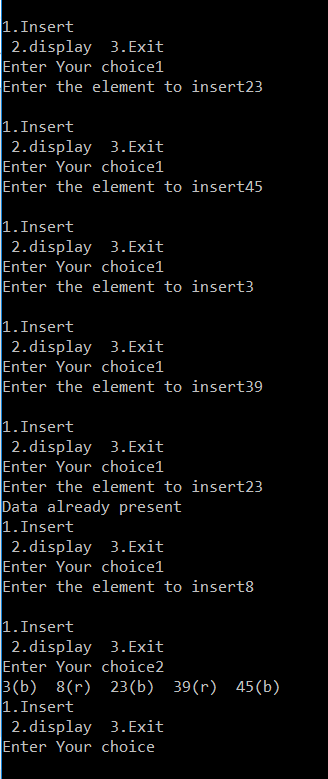 1.Insert
 2.display  3.Exit
Enter Your choice1
Enter the element to insert23

1.Insert
 2.display  3.Exit
Enter Your choice1
Enter the element to insert45

1.Insert
 2.display  3.Exit
Enter Your choice1
Enter the element to insert3

1.Insert
 2.display  3.Exit
Enter Your choice1
Enter the element to insert39

1.Insert
 2.display  3.Exit
Enter Your choice1
Enter the element to insert23
Data already present
1.Insert
 2.display  3.Exit
Enter Your choice1
Enter the element to insert8

1.Insert
 2.display  3.Exit
Enter Your choice2
3(b)  8(r)  23(b)  39(r)  45(b)
1.Insert
 2.display  3.Exit
Enter Your choice